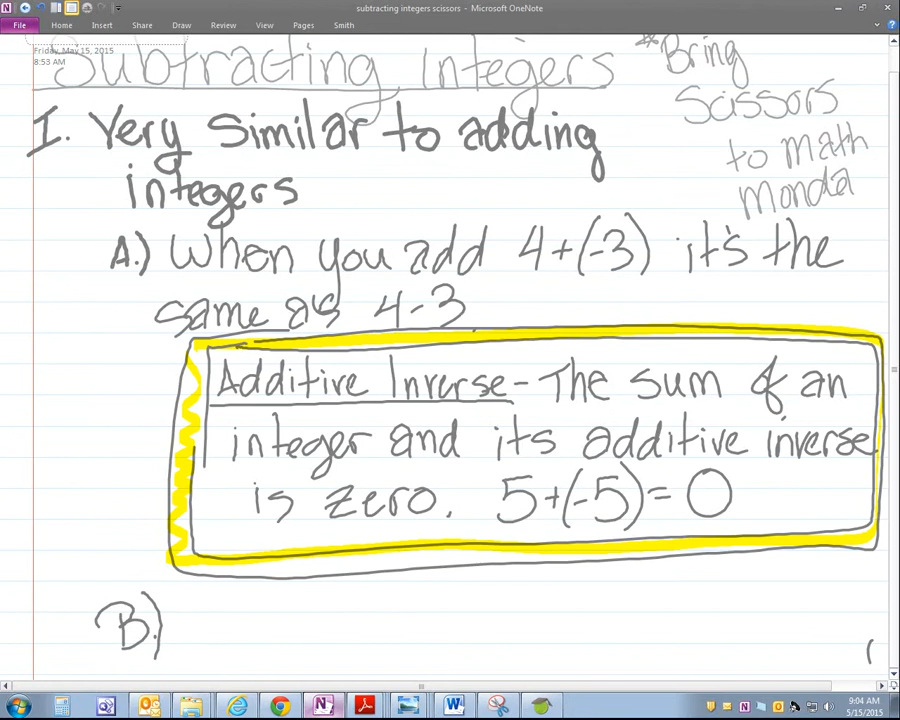 subtracting integers scissors - Microsoft OneNote
File Home Insert Share Draw Review View Pages Smith
Friday, May 15, 2015
8:53 AM
Subtracting Integers
*Bring
Scissors
to math
Monda
I. Very Similar to adding
integers
A.) When you add 4+(-3) it's the
same as 4-3
Additive Inverse - The sum of an
integer and its additive inverse
is zero. 5+(-5)=0
B.)
9:04 AM
5/15/2015